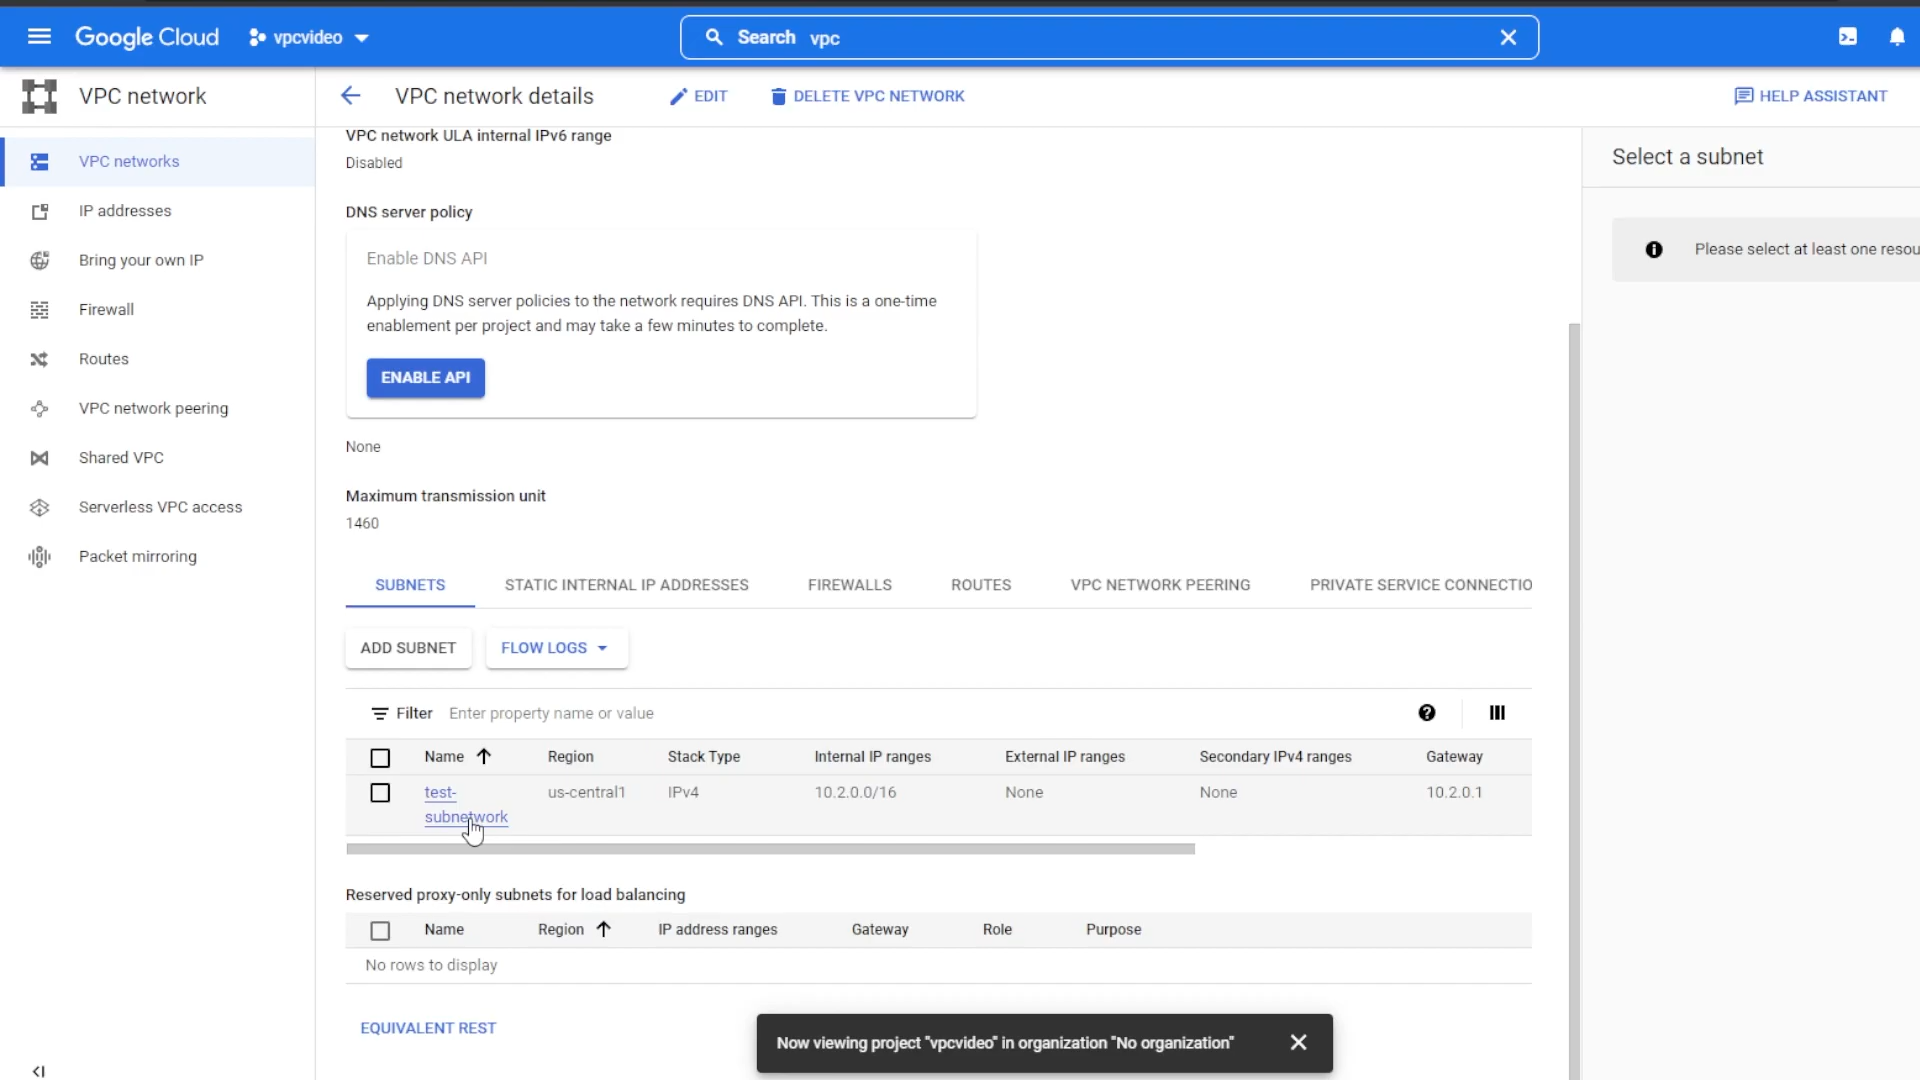 Google Cloud
vpcvideo
Search vpc
VPC network
VPC network details
EDIT
DELETE VPC NETWORK
HELP ASSISTANT
VPC networks
IP addresses
Bring your own IP
Firewall
Routes
VPC network peering
Shared VPC
Serverless VPC access
Packet mirroring
VPC network ULA internal IPv6 range
Disabled
DNS server policy
Enable DNS API
Applying DNS server policies to the network requires DNS API. This is a one-time
enablement per project and may take a few minutes to complete.
ENABLE API
None
Maximum transmission unit
1460
SUBNETS STATIC INTERNAL IP ADDRESSES FIREWALLS ROUTES VPC NETWORK PEERING PRIVATE SERVICE CONNECTIO
ADD SUBNET FLOW LOGS
Filter Enter property name or value
Name Region Stack Type Internal IP ranges External IP ranges Secondary IPv4 ranges Gateway
test- us-central1 IPv4 10.2.0.0/16 None None 10.2.0.1
subnetwork
Reserved proxy-only subnets for load balancing
Name Region IP address ranges Gateway Role Purpose
No rows to display
EQUIVALENT REST
Now viewing project "vpcvideo" in organization "No organization"
Select a subnet
Please select at least one resou